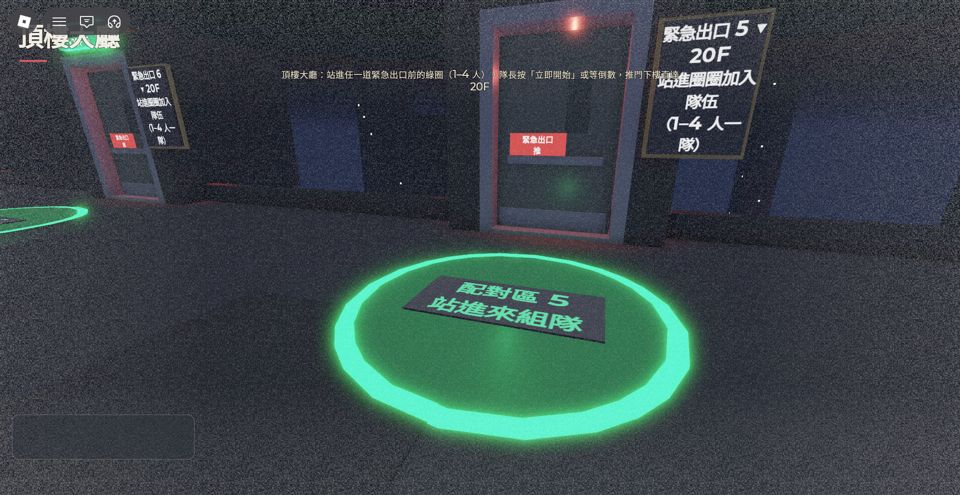 頂樓大廳
頂樓大廳：站進任一道緊急出口前的綠圈（1–4 人），隊長按「立即開始」或等倒數，推門下樓
20F
緊急出口 6
▼ 20F
站進圈圈加入
隊伍
（1–4 人一
隊）
緊急出口
推
緊急出口 5 ▼
20F
站進圈圈加入
隊伍
（1–4 人一
隊）
緊急出口
推
配對區 5
站進來組隊